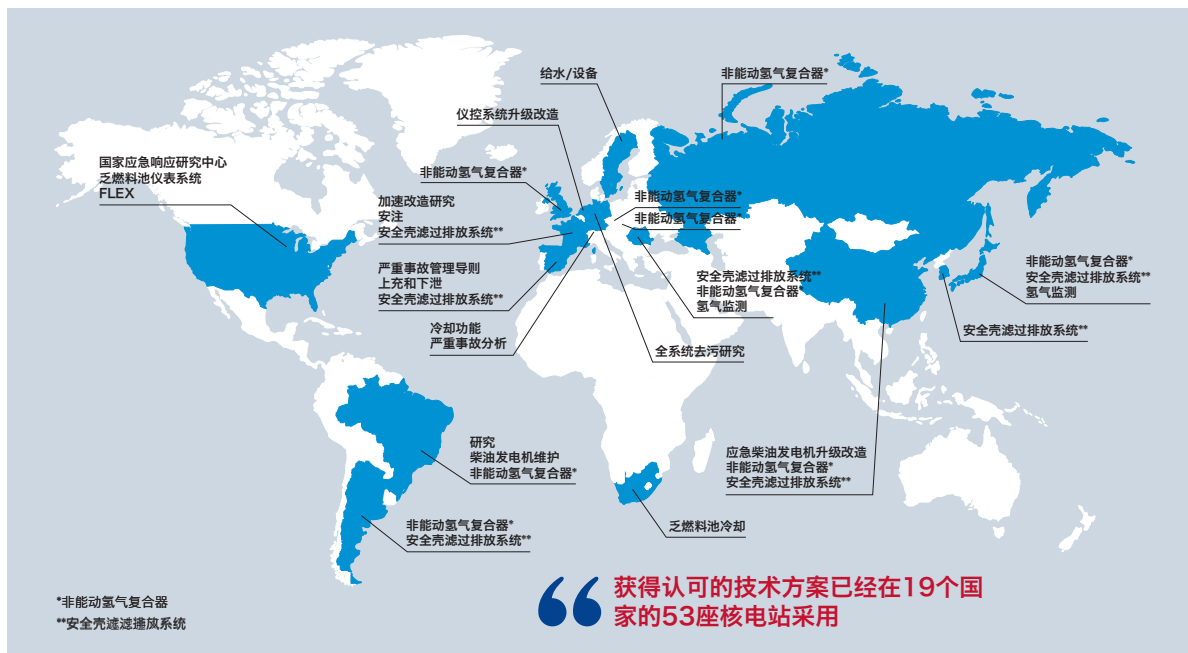 给水/设备
非能动氢气复合器*
仪控系统升级改造
国家应急响应研究中心
乏燃料池仪表系统
FLEX
非能动氢气复合器*
加速改造研究
安注
安全壳滤过排放系统**
非能动氢气复合器*
非能动氢气复合器*
严重事故管理导则
上充和下泄
安全壳滤过排放系统**
安全壳滤过排放系统**
非能动氢气复合器*
氢气监测
非能动氢气复合器*
安全壳滤过排放系统**
氢气监测
安全壳滤过排放系统**
冷却功能
严重事故分析
全系统去污研究
研究
柴油发电机维护
非能动氢气复合器*
应急柴油发电机升级改造
非能动氢气复合器*
安全壳滤过排放系统**
非能动氢气复合器*
安全壳滤过排放系统**
乏燃料池冷却
获得认可的技术方案已经在19个国
家的53座核电站采用
*非能动氢气复合器